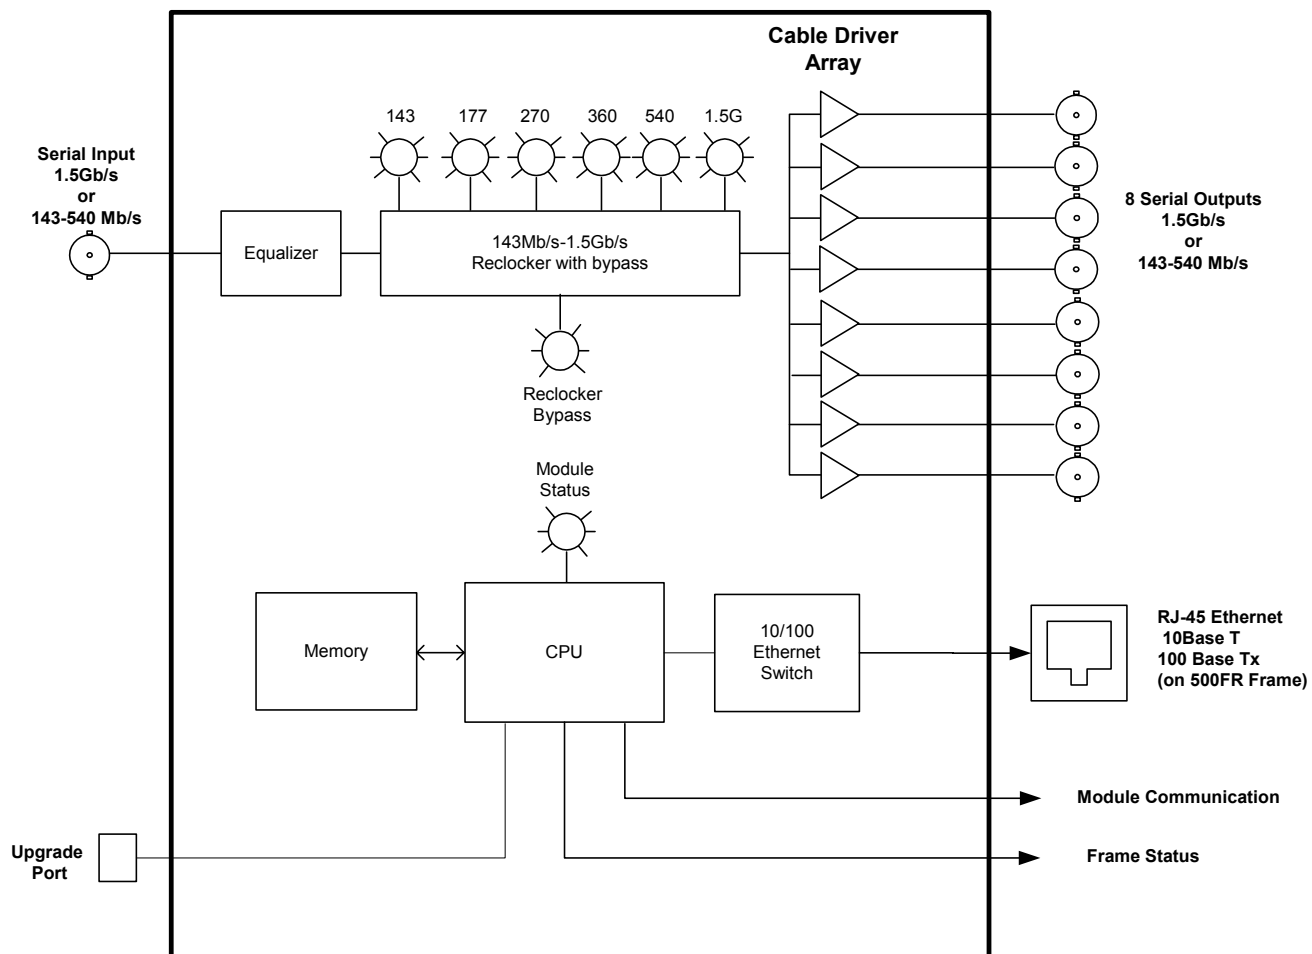 Cable Driver
Array
143
177
270
360
540
1.5G
Serial Input
1.5Gb/s
or
143-540 Mb/s
Equalizer
143Mb/s-1.5Gb/s
Reclocker with bypass
8 Serial Outputs
1.5Gb/s
or
143-540 Mb/s
Reclocker
Bypass
Module
Status
Memory
CPU
10/100
Ethernet
Switch
RJ-45 Ethernet
10Base T
100 Base Tx
(on 500FR Frame)
Module Communication
Upgrade
Port
Frame Status